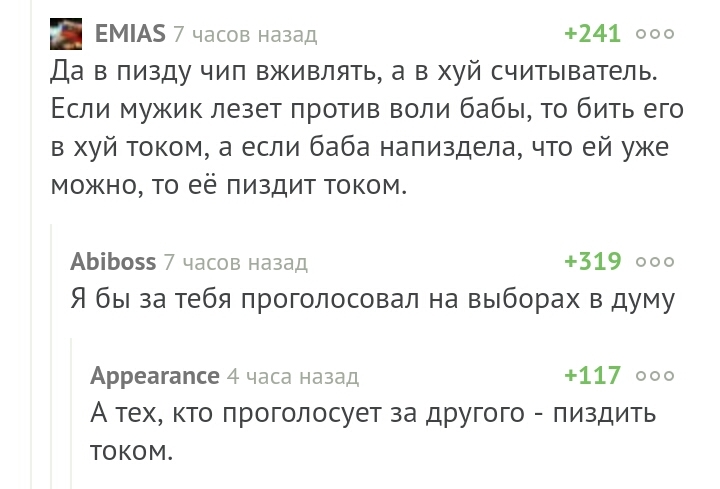 EMIAS 7 часов назад +241
Да в пизду чип вживлять, а в хуй считыватель.
Если мужик лезет против воли бабы, то бить его
в хуй током, а если баба напиздела, что ей уже
можно, то её пиздит током.
Abiboss 7 часов назад +319
Я бы за тебя проголосовал на выборах в думу
Appearance 4 часа назад +117
А тех, кто проголосует за другого - пиздить
током.